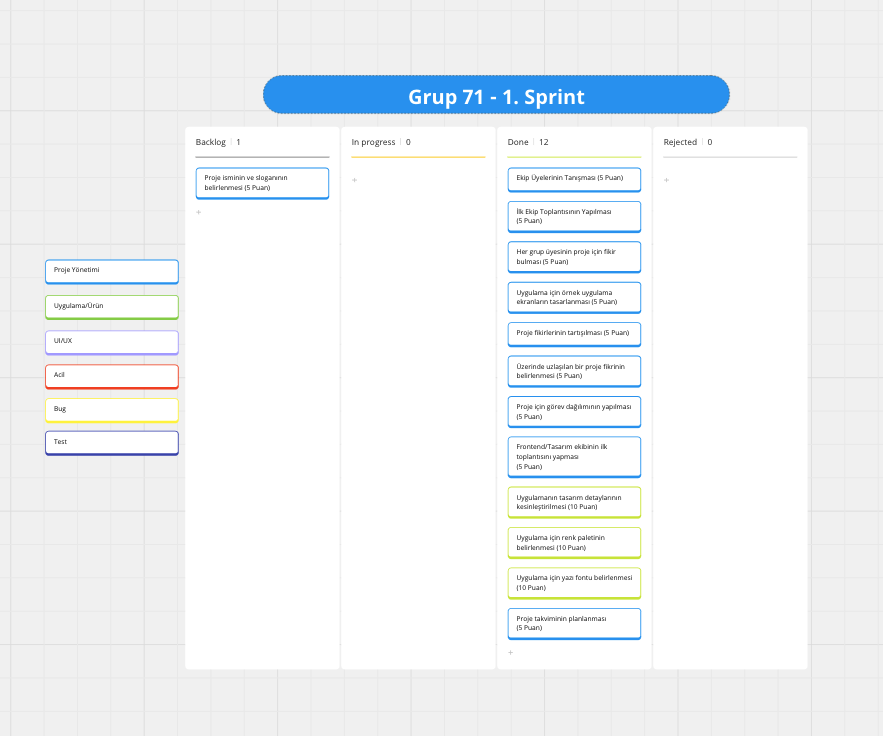 Grup 71 - 1. Sprint
Backlog | 1
In progress | 0
Done | 12
Rejected | 0
Proje isminin ve sloganının
belirlenmesi (5 Puan)
+
+
Ekip Üyelerinin Tanışması (5 Puan)
İlk Ekip Toplantısının Yapılması
(5 Puan)
Her grup üyesinin proje için fikir
bulması (5 Puan)
Uygulama için örnek uygulama
ekranların tasarlanması (5 Puan)
Proje fikirlerinin tartışılması (5 Puan)
Üzerinde uzlaşılan bir proje fikrinin
belirlenmesi (5 Puan)
Proje için görev dağılımının yapılması
(5 Puan)
Frontend/Tasarım ekibinin ilk
toplantısını yapması
(5 Puan)
Uygulamanın tasarım detaylarının
kesinleştirilmesi (10 Puan)
Uygulama için renk paletinin
belirlenmesi (10 Puan)
Uygulama için yazı fontu belirlenmesi
(10 Puan)
Proje takviminin planlanması
(5 Puan)
+
+
Proje Yönetimi
Uygulama/Ürün
UI/UX
Acil
Bug
Test